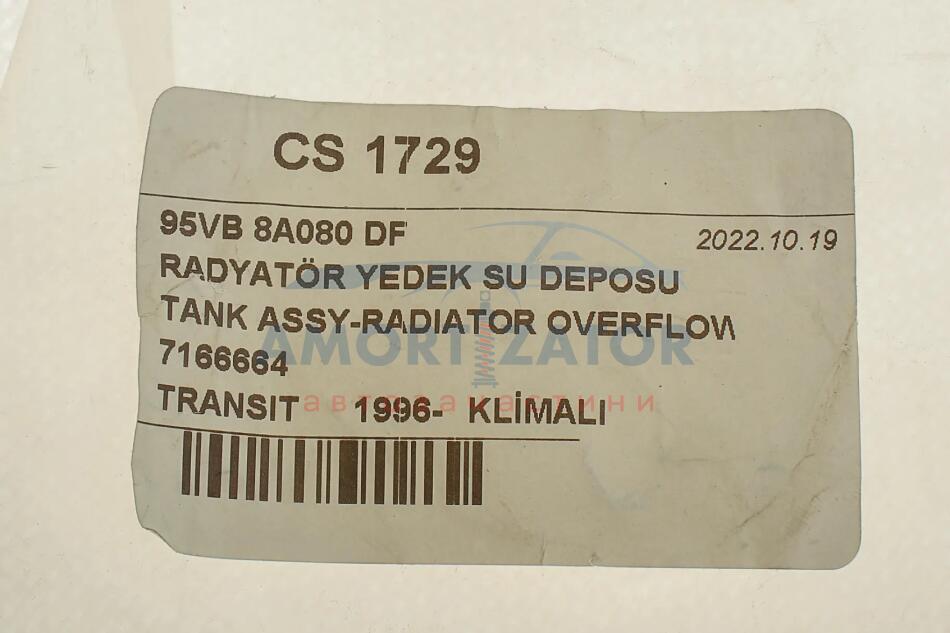 CS 1729
95VB 8A080 DF
2022.10.19
RADYATÖR YEDEK SU DEPOSU
TANK ASSY-RADIATOR OVERFLOW
AMORTIZATOR
7166664
автозапчастини
TRANSIT 1996- KLİMALI